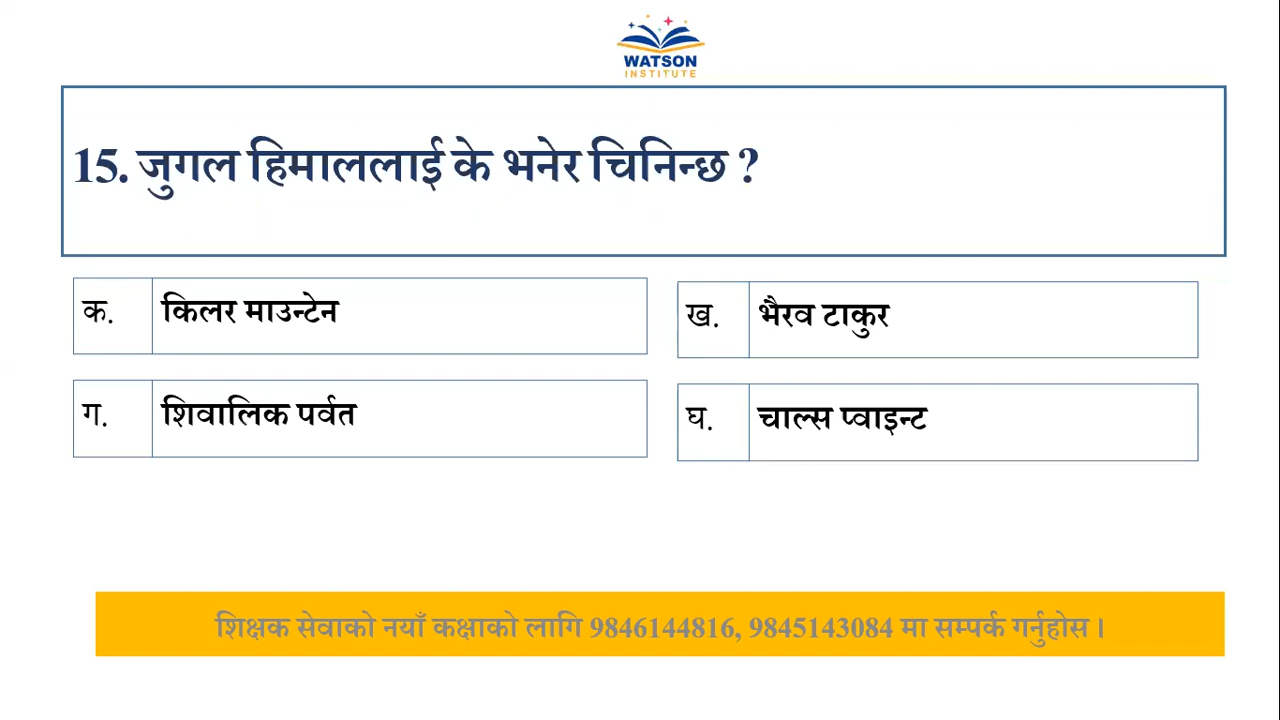 WATSON
INSTITUTE
15. जुगल हिमाललाई के भनेर चिनिन्छ ?
क. किलर माउन्टेन
ख. भैरव टाकुर
ग. शिवालिक पर्वत
घ. चाल्स प्वाइन्ट
शिक्षक सेवाको नयाँ कक्षाको लागि 9846144816, 9845143084 मा सम्पर्क गर्नुहोस ।